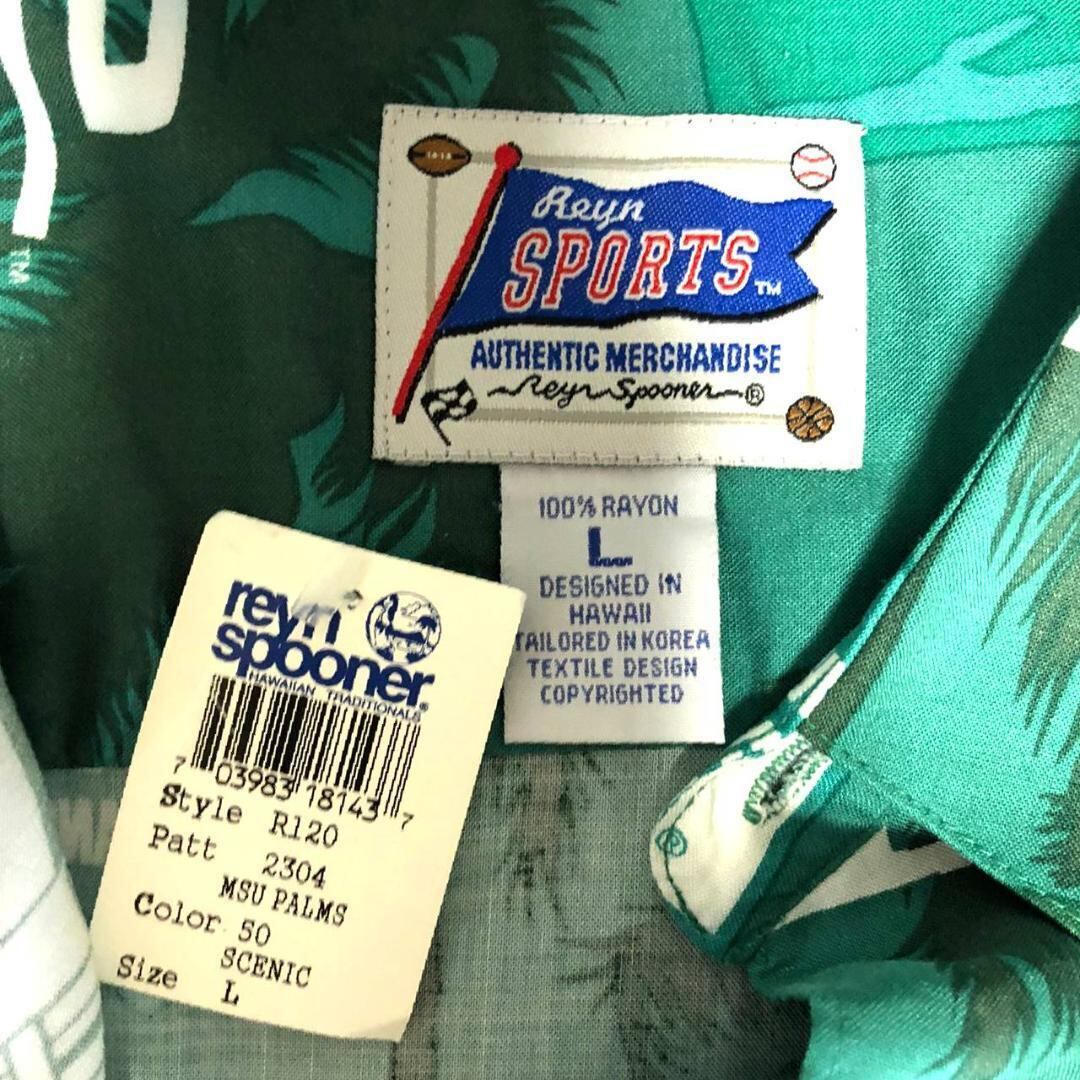 TM
Reyn
SPORTS TM
AUTHENTIC MERCHANDISE
Reyn Spooner ®
100% RAYON
L
DESIGNED IN
HAWAII
TAILORED IN KOREA
TEXTILE DESIGN
COPYRIGHTED
reyn
spooner
HAWAIIAN TRADITIONALS®
7 03983 18143 7
Style R120
Patt 2304
MSU PALMS
Color 50
SCENIC
Size L
®